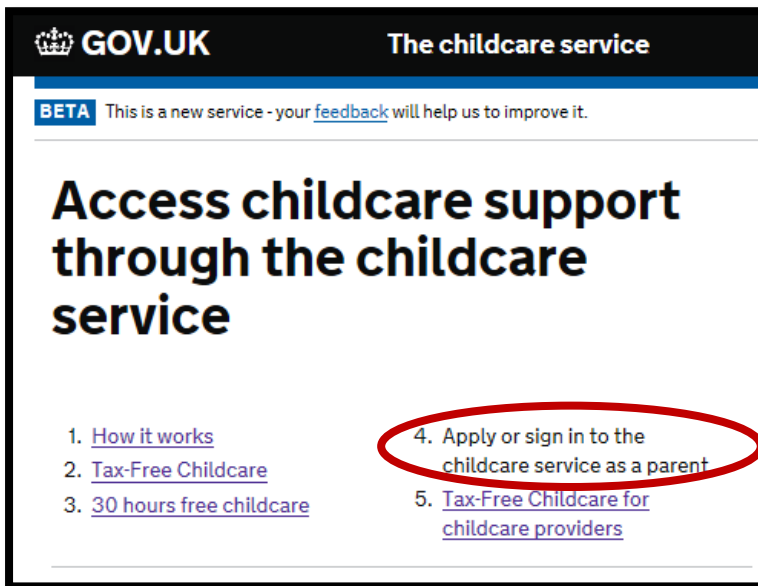 GOV.UK The childcare service
BETA This is a new service - your feedback will help us to improve it.
Access childcare support
through the childcare
service
1. How it works
2. Tax-Free Childcare
3. 30 hours free childcare
4. Apply or sign in to the
childcare service as a parent
5. Tax-Free Childcare for
childcare providers